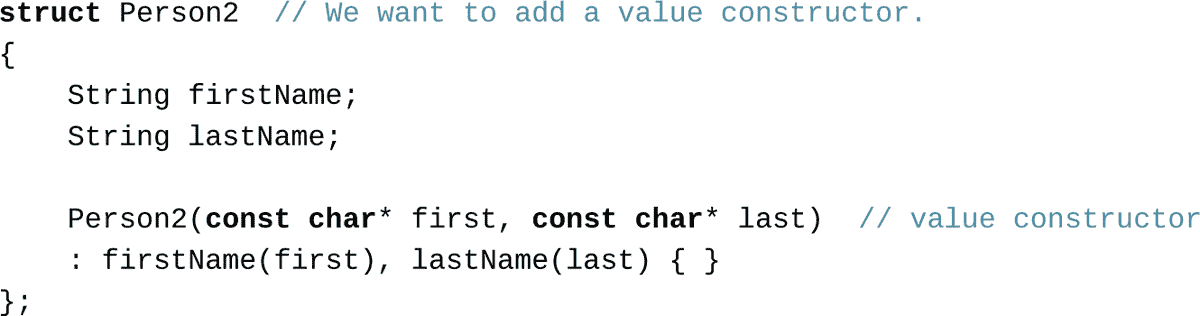 struct Person2  // We want to add a value constructor.
{
    String firstName;
    String lastName;

    Person2(const char* first, const char* last)  // value constructor
    : firstName(first), lastName(last) { }
};